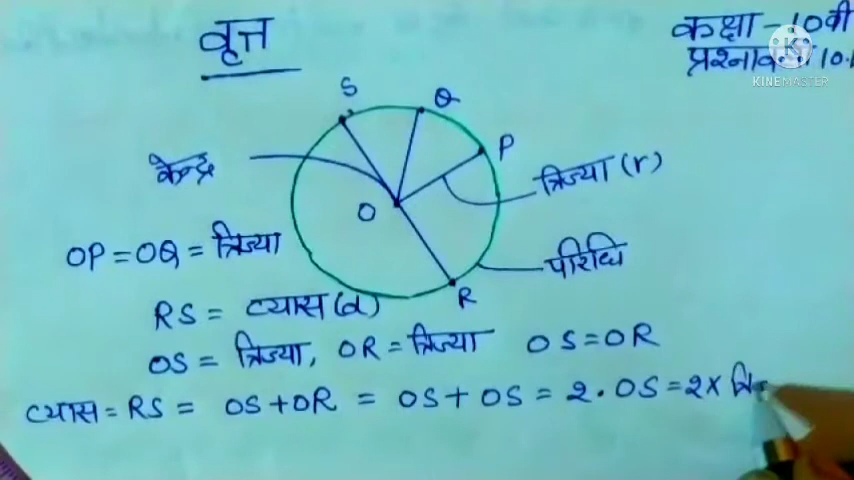 वृत्त
कक्षा - 10वी
प्रश्नाव 10.1
K
KINEMASTER
S
Q
P
केन्द्र
त्रिज्या (r)
O
OP = OQ = त्रिज्या
परिधि
R
RS = व्यास (d)
OS = त्रिज्या, OR = त्रिज्या OS = OR
व्यास = RS = OS + OR = OS + OS = 2 . OS = 2 x त्रि